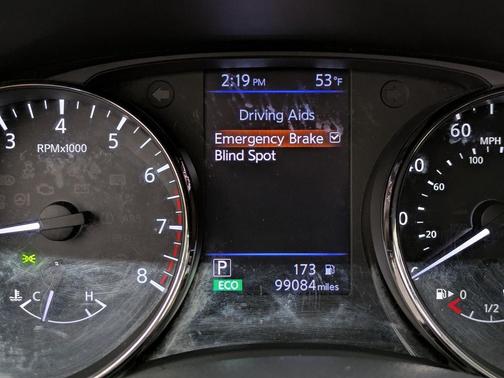 2:19 PM 53°F
Driving Aids
Emergency Brake
Blind Spot
P 173
ECO 99084 miles
3 4 5 6 7 8
RPMx1000
C H
60
MPH
100
80
40
60
20
0 1/2